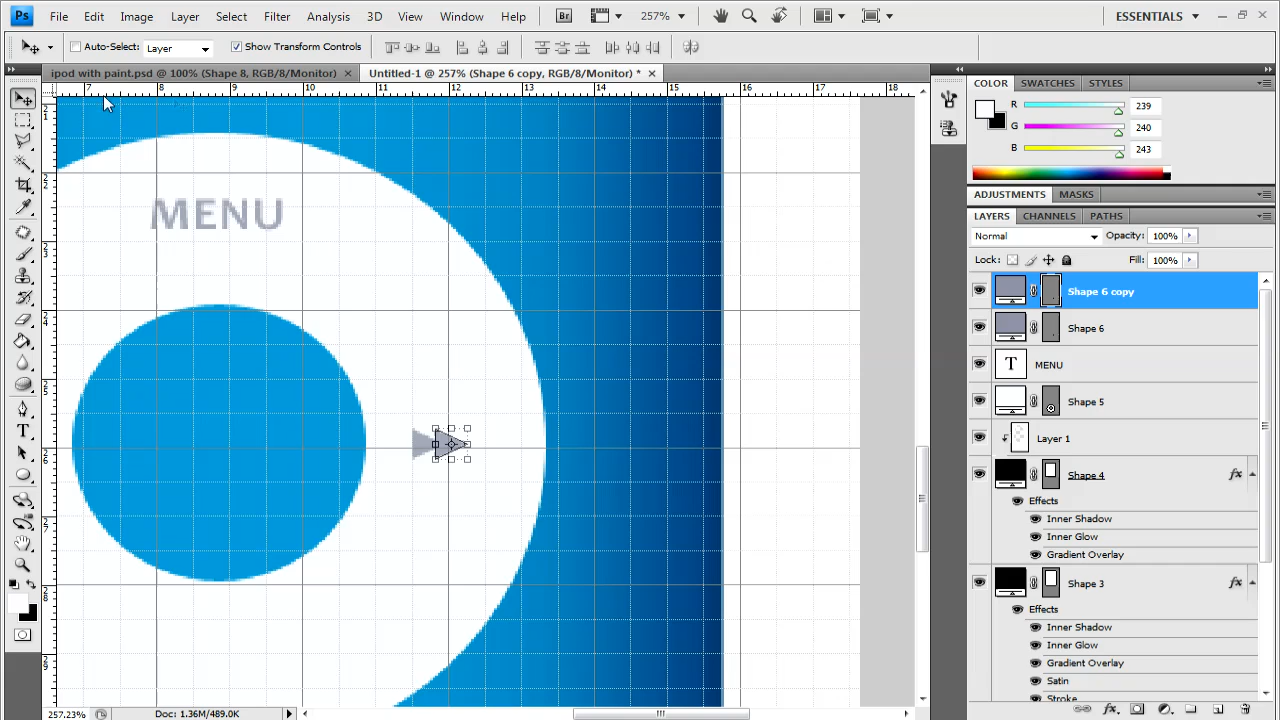 Ps File Edit Image Layer Select Filter Analysis 3D View Window Help Br 257% ESSENTIALS
Auto-Select: Layer Show Transform Controls
ipod with paint.psd @ 100% (Shape 8, RGB/8/Monitor) × Untitled-1 @ 257% (Shape 6 copy, RGB/8/Monitor) * ×
7 8 9 10 11 12 13 14 15 16 17 18
MENU
257.23% Doc: 1.36M/489.0K
COLOR SWATCHES STYLES
R 239
G 240
B 243
ADJUSTMENTS MASKS
LAYERS CHANNELS PATHS
Normal Opacity: 100%
Lock: Fill: 100%
Shape 6 copy
Shape 6
T MENU
Shape 5
Layer 1
Shape 4 fx
Effects
Inner Shadow
Inner Glow
Gradient Overlay
Shape 3 fx
Effects
Inner Shadow
Inner Glow
Gradient Overlay
Satin
Stroke